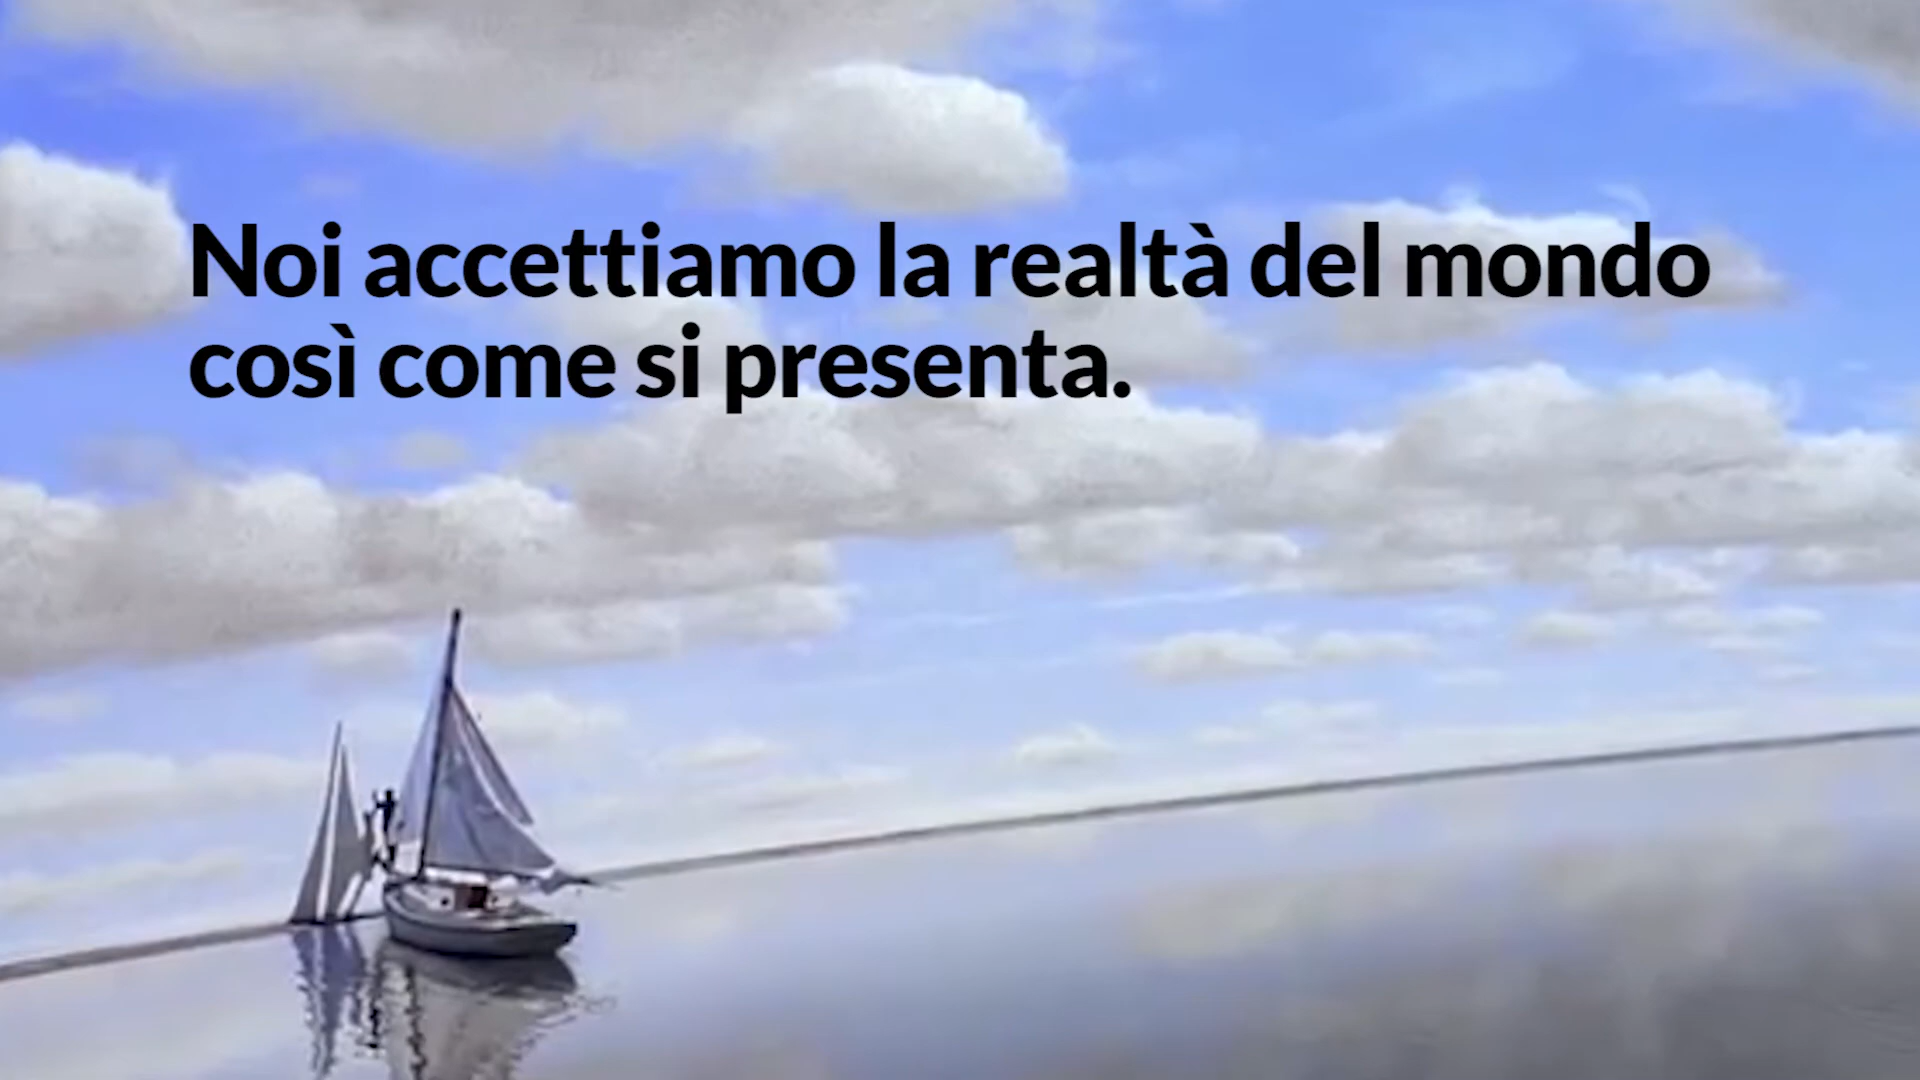 Noi accettiamo la realtà del mondo
così come si presenta.